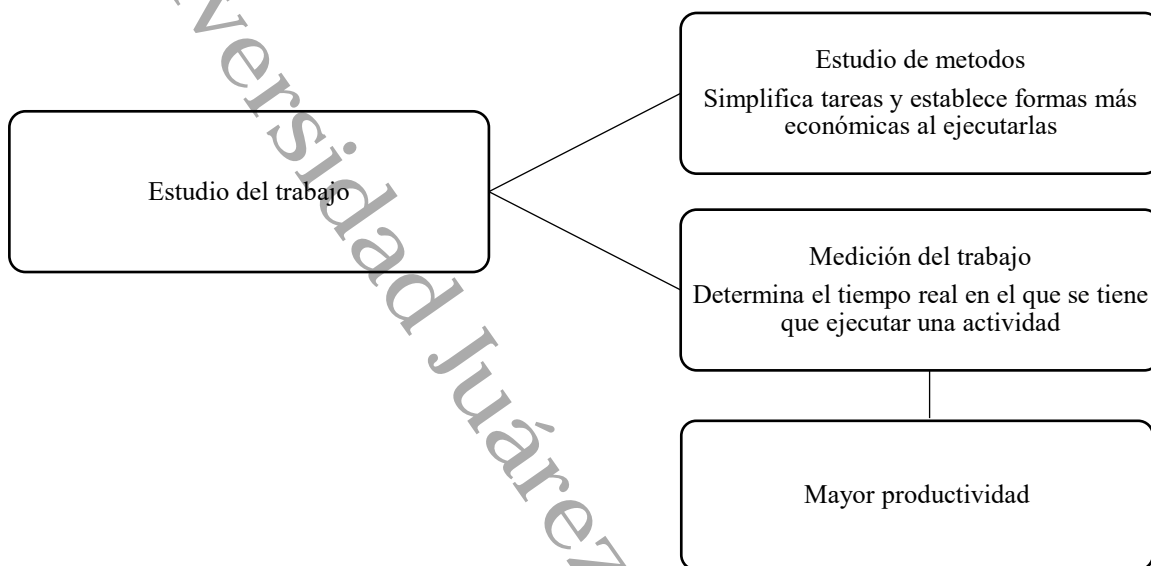 Estudio del trabajo
Estudio de metodos
Simplifica tareas y establece formas más
económicas al ejecutarlas
Medición del trabajo
Determina el tiempo real en el que se tiene
que ejecutar una actividad
Mayor productividad
versidad Juárez